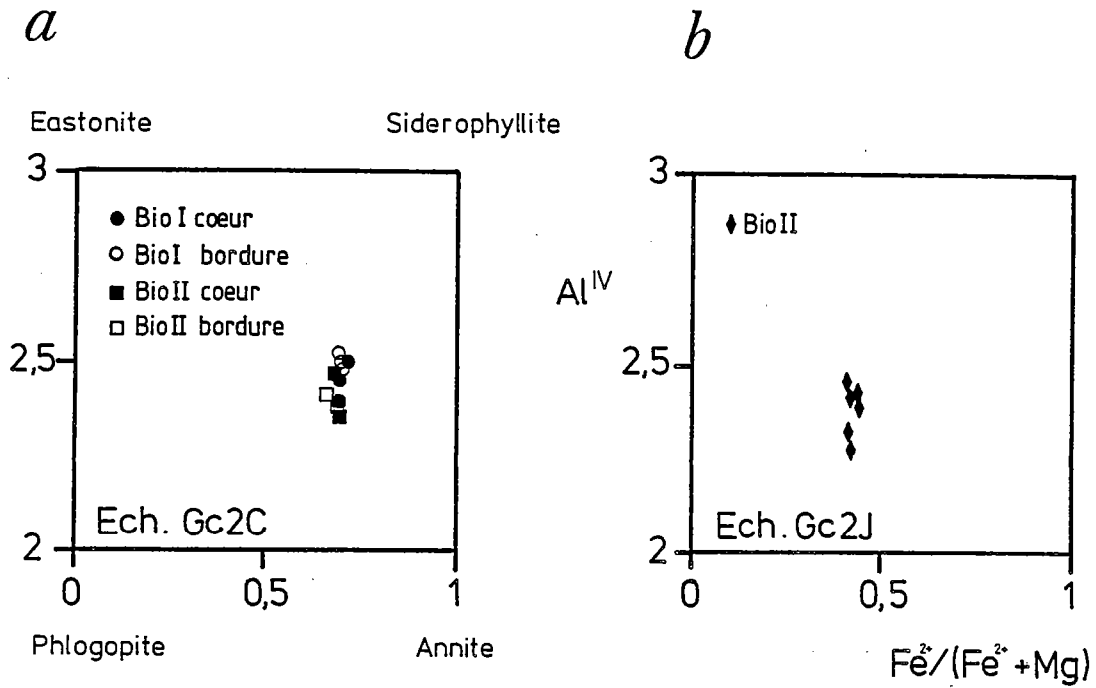 a
b
Eastonite
Siderophyllite
3
Bio I coeur
Bio I bordure
Bio II coeur
Bio II bordure
2,5
Ech. Gc2C
2
0
0,5
1
Phlogopite
Annite
3
Bio II
Al^IV
2,5
Ech. Gc2J
2
0
0,5
1
Fe²⁺/(Fe²⁺+Mg)